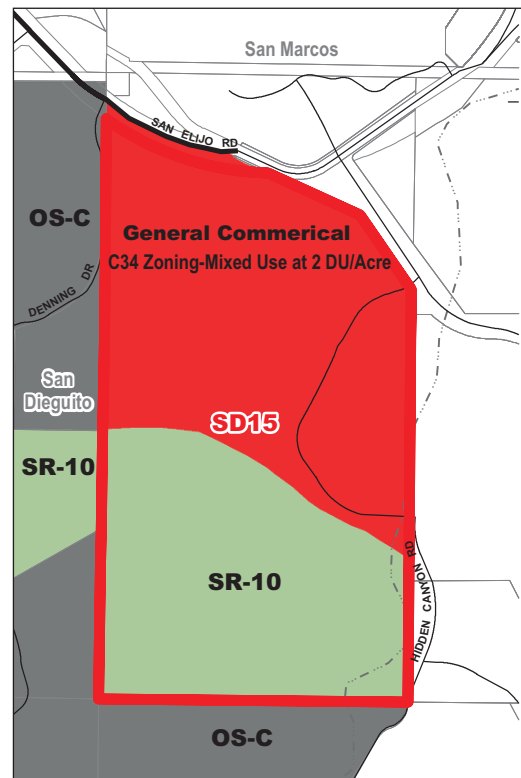 San Marcos
SAN ELIJO RD
OS-C
General Commerical
C34 Zoning-Mixed Use at 2 DU/Acre
DENNING DR
San
Dieguito
SD15
SR-10
SR-10
HIDDEN CANYON RD
OS-C